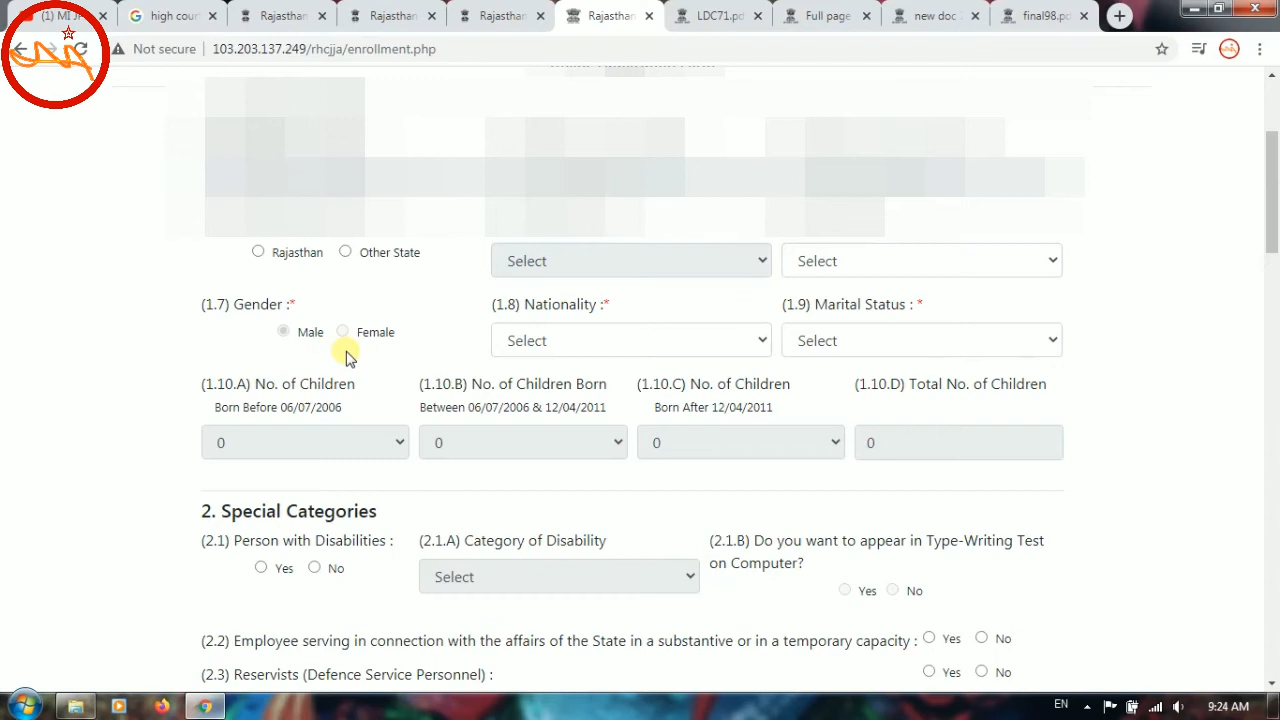 (1) MI JI
high court
Rajasthan
Rajasthan
Rajasthan
Rajasthan
LDC71.pd
Full page
new doc
final98.pd
Not secure
103.203.137.249/rhcjja/enrollment.php
Rajasthan
Other State
Select
Select
(1.7) Gender :*
(1.8) Nationality :*
(1.9) Marital Status : *
Male
Female
Select
Select
(1.10.A) No. of Children
(1.10.B) No. of Children Born
(1.10.C) No. of Children
(1.10.D) Total No. of Children
Born Before 06/07/2006
Between 06/07/2006 & 12/04/2011
Born After 12/04/2011
0
0
0
0
2. Special Categories
(2.1) Person with Disabilities :
(2.1.A) Category of Disability
(2.1.B) Do you want to appear in Type-Writing Test
on Computer?
Yes
No
Select
Yes
No
(2.2) Employee serving in connection with the affairs of the State in a substantive or in a temporary capacity :
Yes
No
(2.3) Reservists (Defence Service Personnel) :
Yes
No
EN
9:24 AM